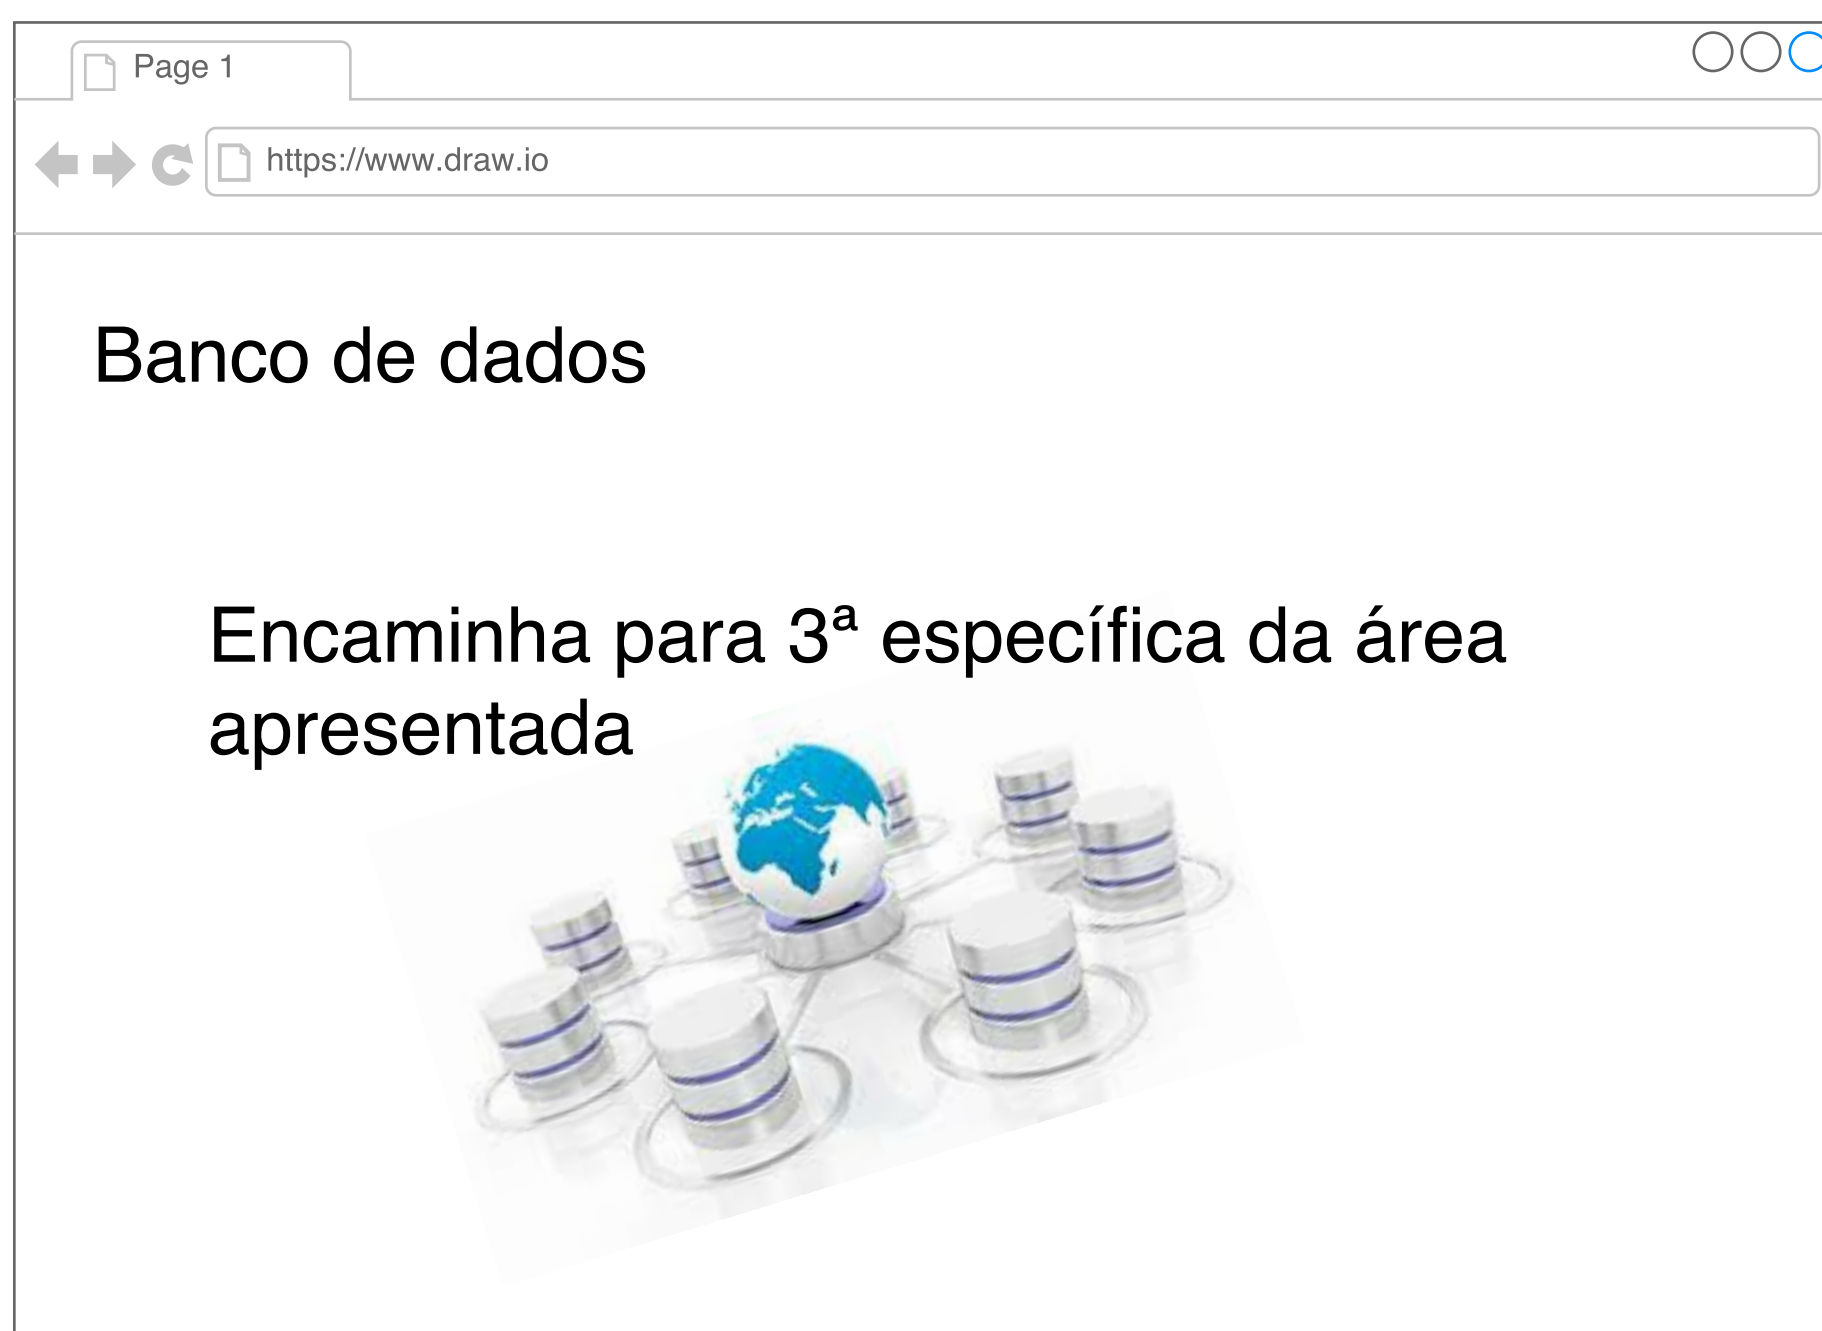 Page 1
https://www.draw.io
Banco de dados
Encaminha para 3ª específica da área
apresentada